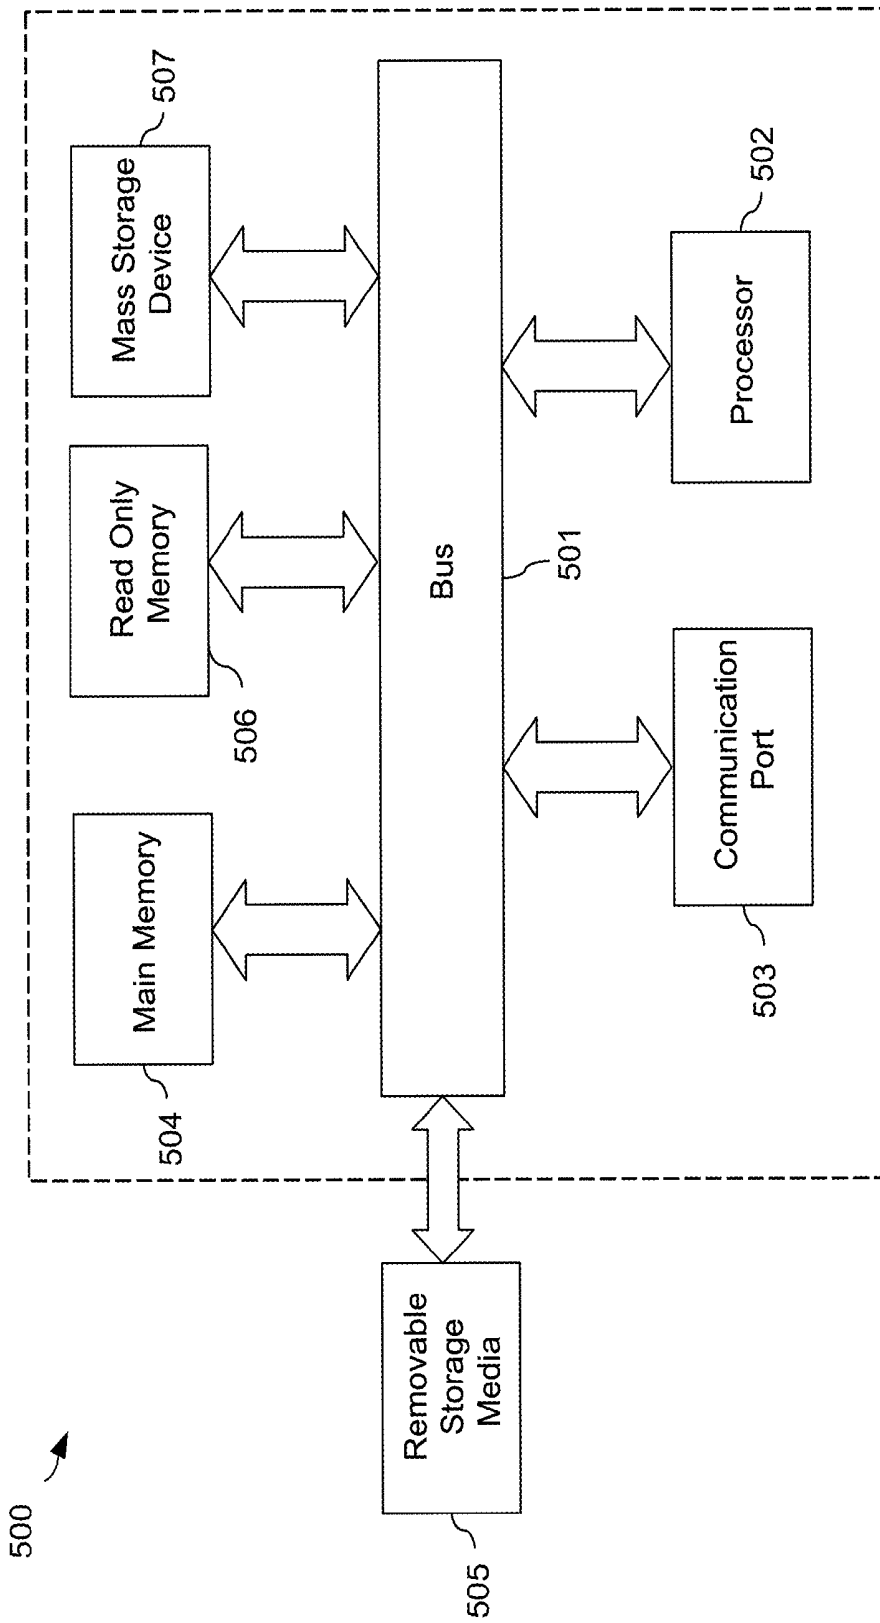 500
Main Memory
504
Read Only
Memory
506
Mass Storage
Device
507
Removable
Storage
Media
505
Bus
501
Communication
Port
503
Processor
502